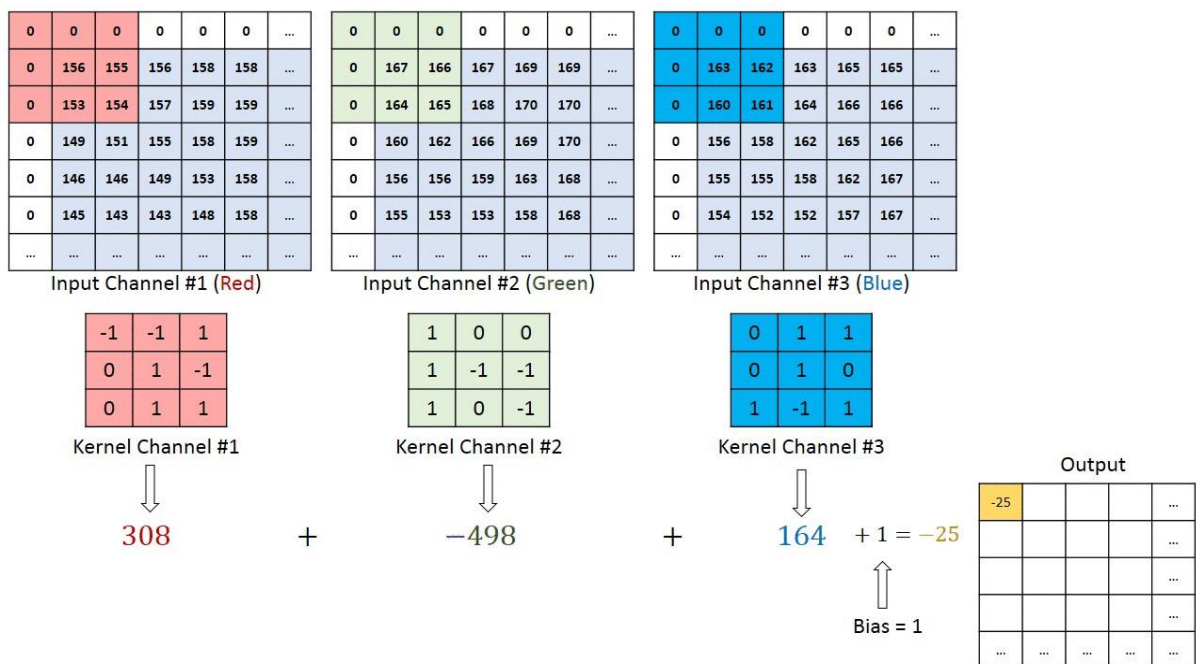 0 0 0 0 0 0 ... 0 0 0 0 0 0 ... 0 0 0 0 0 0 ...
0 156 155 156 158 158 ... 0 167 166 167 169 169 ... 0 163 162 163 165 165 ...
0 153 154 157 159 159 ... 0 164 165 168 170 170 ... 0 160 161 164 166 166 ...
0 149 151 155 158 159 ... 0 160 162 166 169 170 ... 0 156 158 162 165 166 ...
0 146 146 149 153 158 ... 0 156 156 159 163 168 ... 0 155 155 158 162 167 ...
0 145 143 143 148 158 ... 0 155 153 153 158 168 ... 0 154 152 152 157 167 ...
... ... ... ... ... ... ... ... ... ... ... ... ... ... ... ... ... ... ... ... ...
Input Channel #1 (Red) Input Channel #2 (Green) Input Channel #3 (Blue)
-1 -1 1 1 0 0 0 1 1
0 1 -1 1 -1 -1 0 1 0
0 1 1 1 0 -1 1 -1 1
Kernel Channel #1 Kernel Channel #2 Kernel Channel #3
308 + −498 + 164 + 1 = −25
Bias = 1
Output
-25 ...
...
...
...
... ... ... ... ...